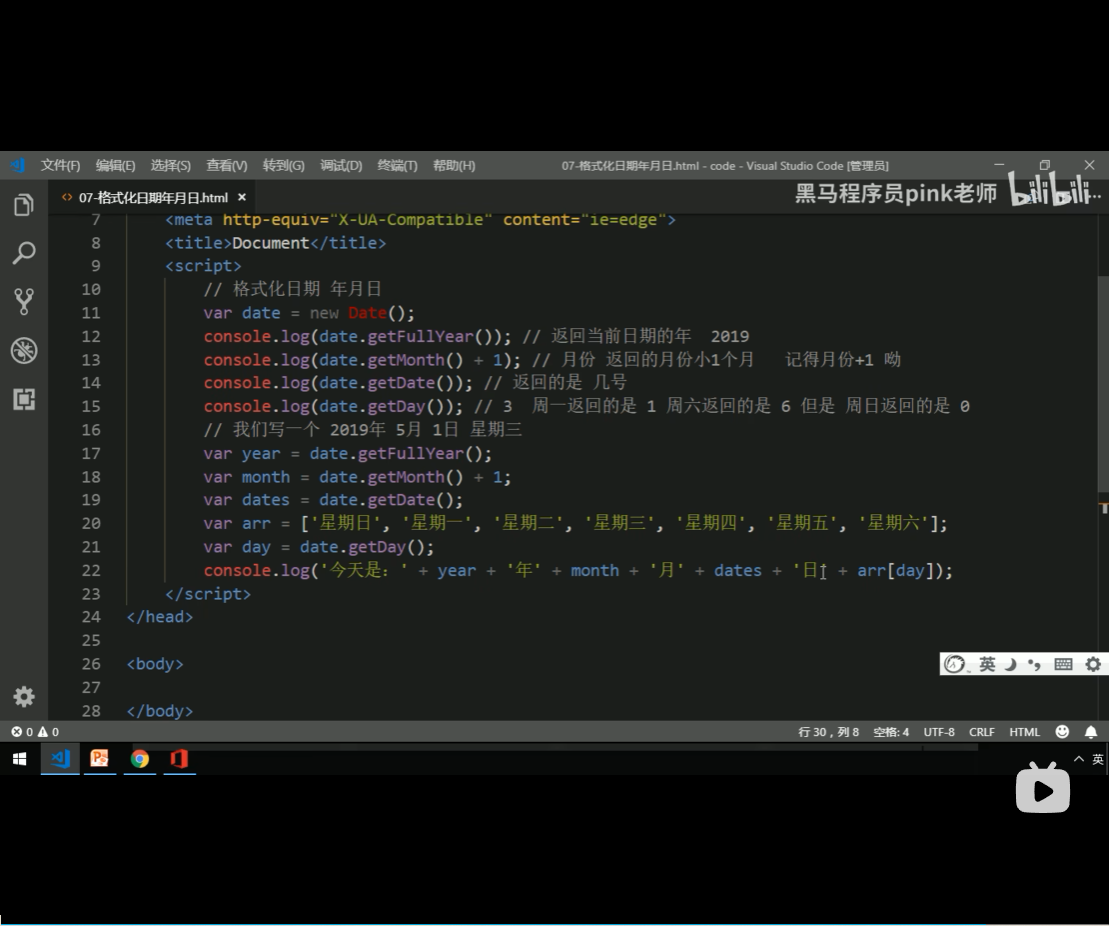 文件(F) 编辑(E) 选择(S) 查看(V) 转到(G) 调试(D) 终端(T) 帮助(H) 07-格式化日期年月日.html - code - Visual Studio Code [管理员]
07-格式化日期年月日.html ×
黑马程序员pink老师 bilibili
7 <meta http-equiv="X-UA-Compatible" content="ie=edge">
8 <title>Document</title>
9 <script>
10 // 格式化日期 年月日
11 var date = new Date();
12 console.log(date.getFullYear()); // 返回当前日期的年 2019
13 console.log(date.getMonth() + 1); // 月份 返回的月份小1个月 记得月份+1 呦
14 console.log(date.getDate()); // 返回的是 几号
15 console.log(date.getDay()); // 3 周一返回的是 1 周六返回的是 6 但是 周日返回的是 0
16 // 我们写一个 2019年 5月 1日 星期三
17 var year = date.getFullYear();
18 var month = date.getMonth() + 1;
19 var dates = date.getDate();
20 var arr = ['星期日', '星期一', '星期二', '星期三', '星期四', '星期五', '星期六'];
21 var day = date.getDay();
22 console.log('今天是：' + year + '年' + month + '月' + dates + '日' + arr[day]);
23 </script>
24 </head>
25
26 <body>
27
28 </body>
英
0 0 行 30，列 8 空格: 4 UTF-8 CRLF HTML
英